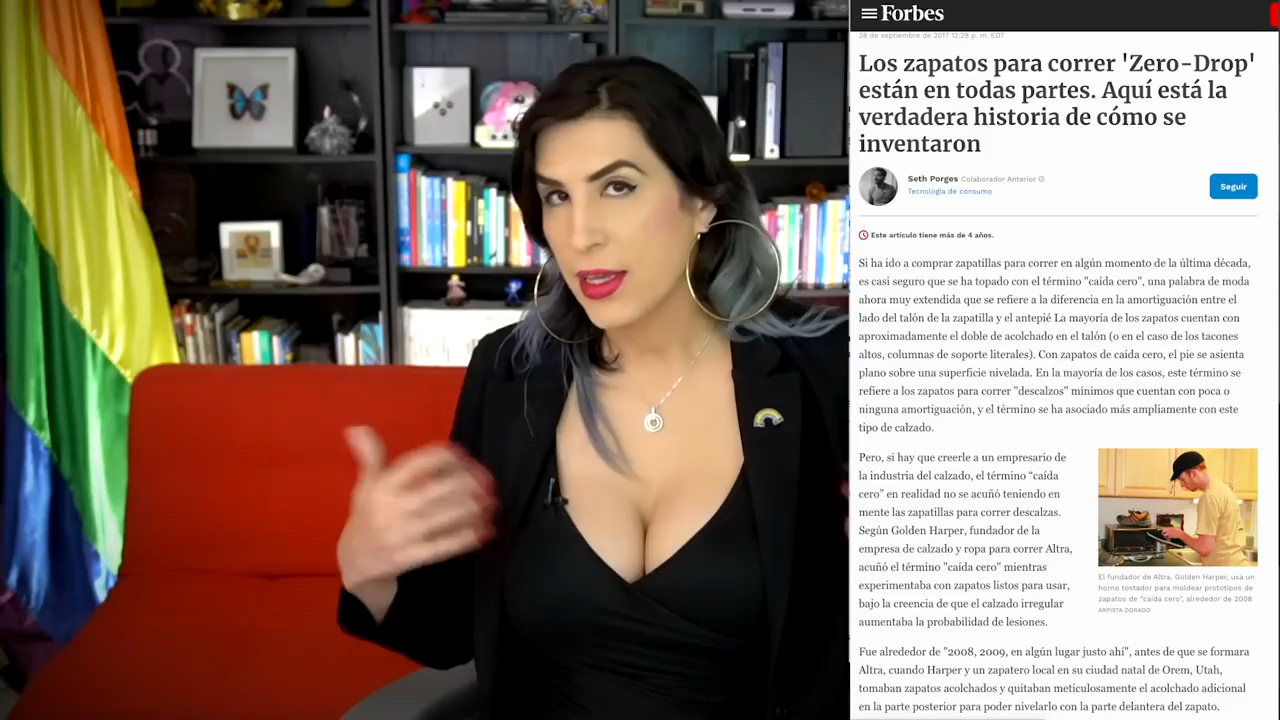 Forbes
28 de septiembre de 2017 12:29 p. m. EDT
Los zapatos para correr 'Zero-Drop'
están en todas partes. Aquí está la
verdadera historia de cómo se
inventaron
Seth Porges Colaborador Anterior
Tecnología de consumo
Seguir
Este artículo tiene más de 4 años.
Si ha ido a comprar zapatillas para correr en algún momento de la última década,
es casi seguro que se ha topado con el término "caída cero", una palabra de moda
ahora muy extendida que se refiere a la diferencia en la amortiguación entre el
lado del talón de la zapatilla y el antepié La mayoría de los zapatos cuentan con
aproximadamente el doble de acolchado en el talón (o en el caso de los tacones
altos, columnas de soporte literales). Con zapatos de caída cero, el pie se asienta
plano sobre una superficie nivelada. En la mayoría de los casos, este término se
refiere a los zapatos para correr "descalzos" mínimos que cuentan con poca o
ninguna amortiguación, y el término se ha asociado más ampliamente con este
tipo de calzado.
Pero, si hay que creerle a un empresario de
la industria del calzado, el término “caída
cero” en realidad no se acuñó teniendo en
mente las zapatillas para correr descalzas.
Según Golden Harper, fundador de la
empresa de calzado y ropa para correr Altra,
acuñó el término "caída cero" mientras
experimentaba con zapatos listos para usar,
bajo la creencia de que el calzado irregular
aumentaba la probabilidad de lesiones.
El fundador de Altra, Golden Harper, usa un
horno tostador para moldear prototipos de
zapatos de "caída cero", alrededor de 2008
ARPISTA DORADO
Fue alrededor de "2008, 2009, en algún lugar justo ahí", antes de que se formara
Altra, cuando Harper y un zapatero local en su ciudad natal de Orem, Utah,
tomaban zapatos acolchados y quitaban meticulosamente el acolchado adicional
en la parte posterior para poder nivelarlo con la parte delantera del zapato.